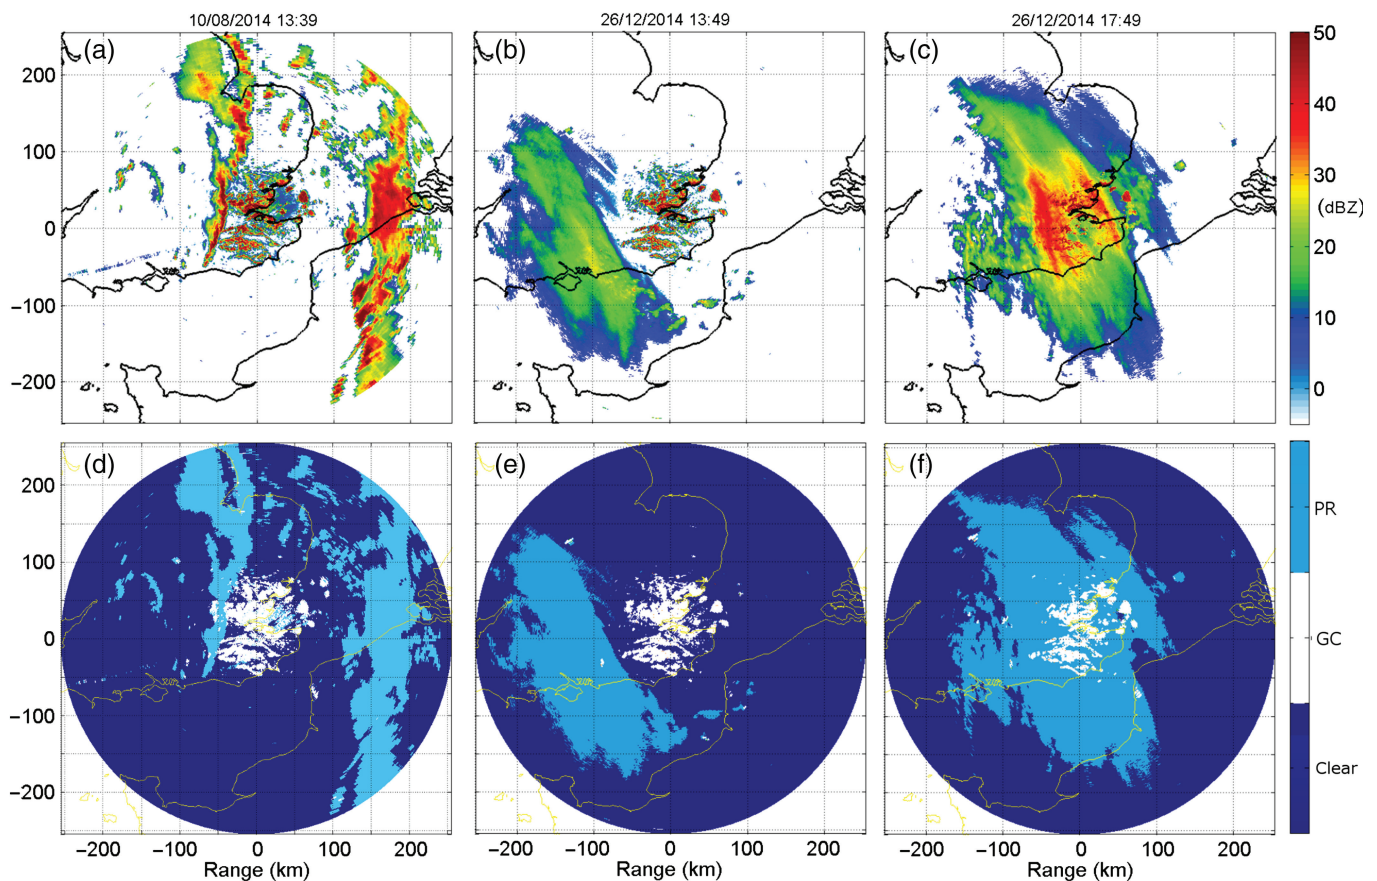 10/08/2014 13:39
26/12/2014 13:49
26/12/2014 17:49
(a)
(b)
(c)
200
100
0
−100
−200
50
40
30
(dBZ)
20
10
0
(d)
(e)
(f)
200
100
0
−100
−200
PR
GC
Clear
−200 −100 0 100 200
−200 −100 0 100 200
−200 −100 0 100 200
Range (km)
Range (km)
Range (km)